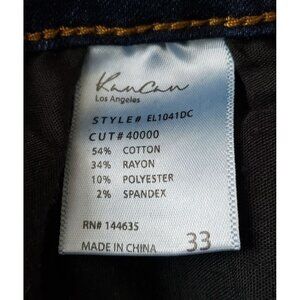 KanCan
Los Angeles
STYLE# EL1041DC
CUT# 40000
54% COTTON
34% RAYON
10% POLYESTER
2% SPANDEX
RN# 144635
MADE IN CHINA 33